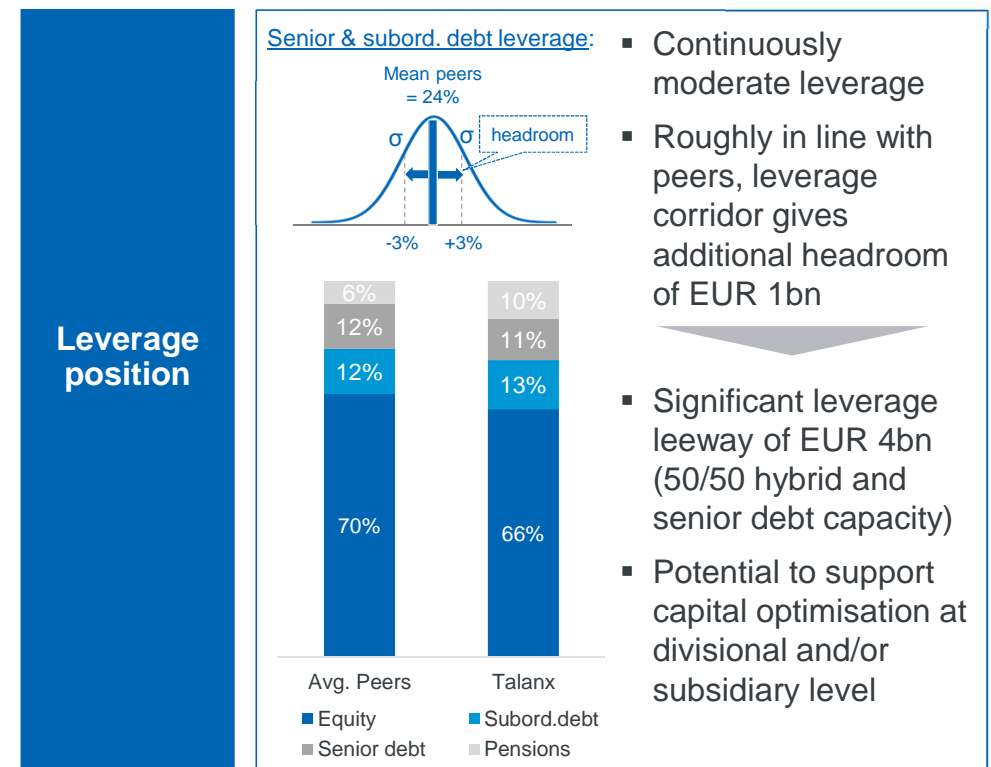 Leverage
position
Senior & subord. debt leverage:
Mean peers
= 24%
σ
σ
headroom
-3%
+3%
6%
12%
12%
70%
10%
11%
13%
66%
Avg. Peers
Talanx
Equity
Subord.debt
Senior debt
Pensions
▪ Continuously
moderate leverage
▪ Roughly in line with
peers, leverage
corridor gives
additional headroom
of EUR 1bn
▪ Significant leverage
leeway of EUR 4bn
(50/50 hybrid and
senior debt capacity)
▪ Potential to support
capital optimisation at
divisional and/or
subsidiary level